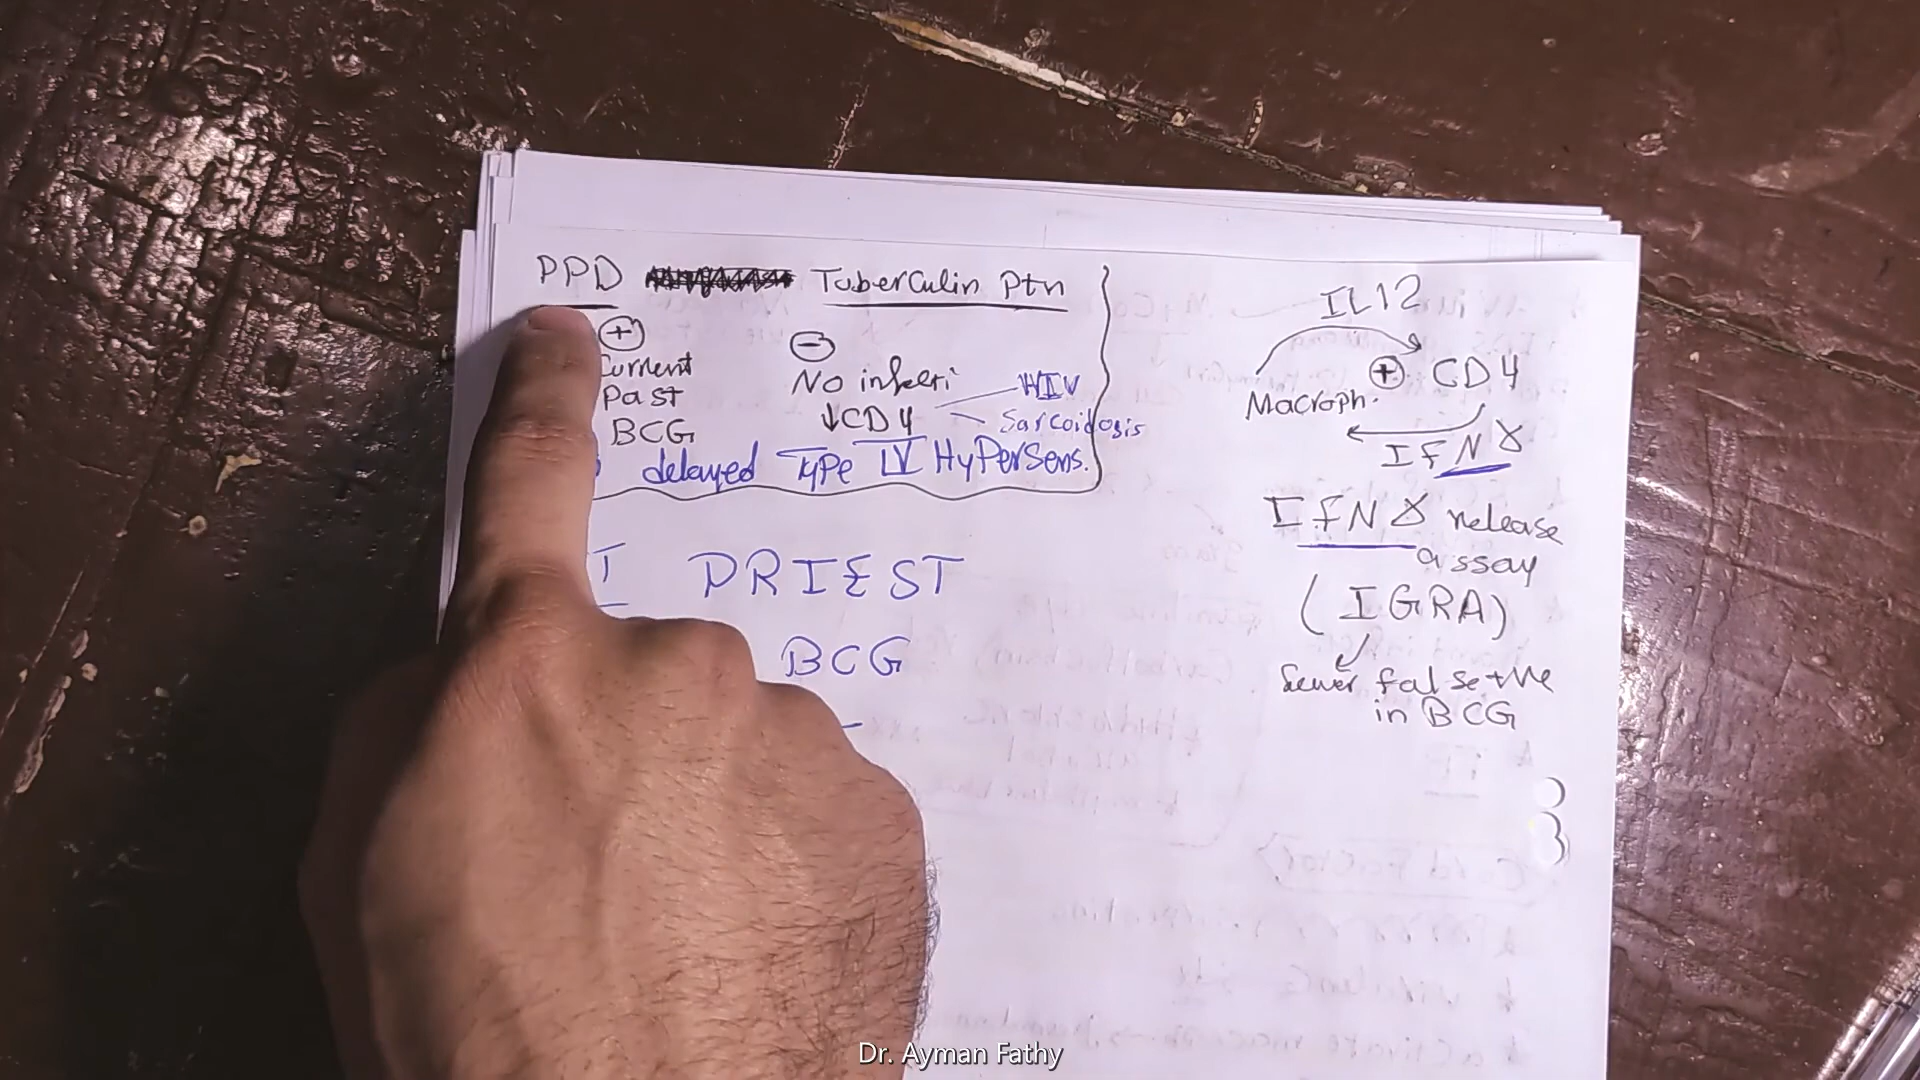 PPD Tuberculin Ptn
+ -
Current No infecti
Past ↓CD4 HIV
BCG Sarcoidosis
delayed Type IV HyPerSens.
T PRIEST
BCG
IL12
+ CD4
Macroph.
IFN γ
IFN γ release
assay
(IGRA)
fewer false +ve
in BCG
Dr. Ayman Fathy